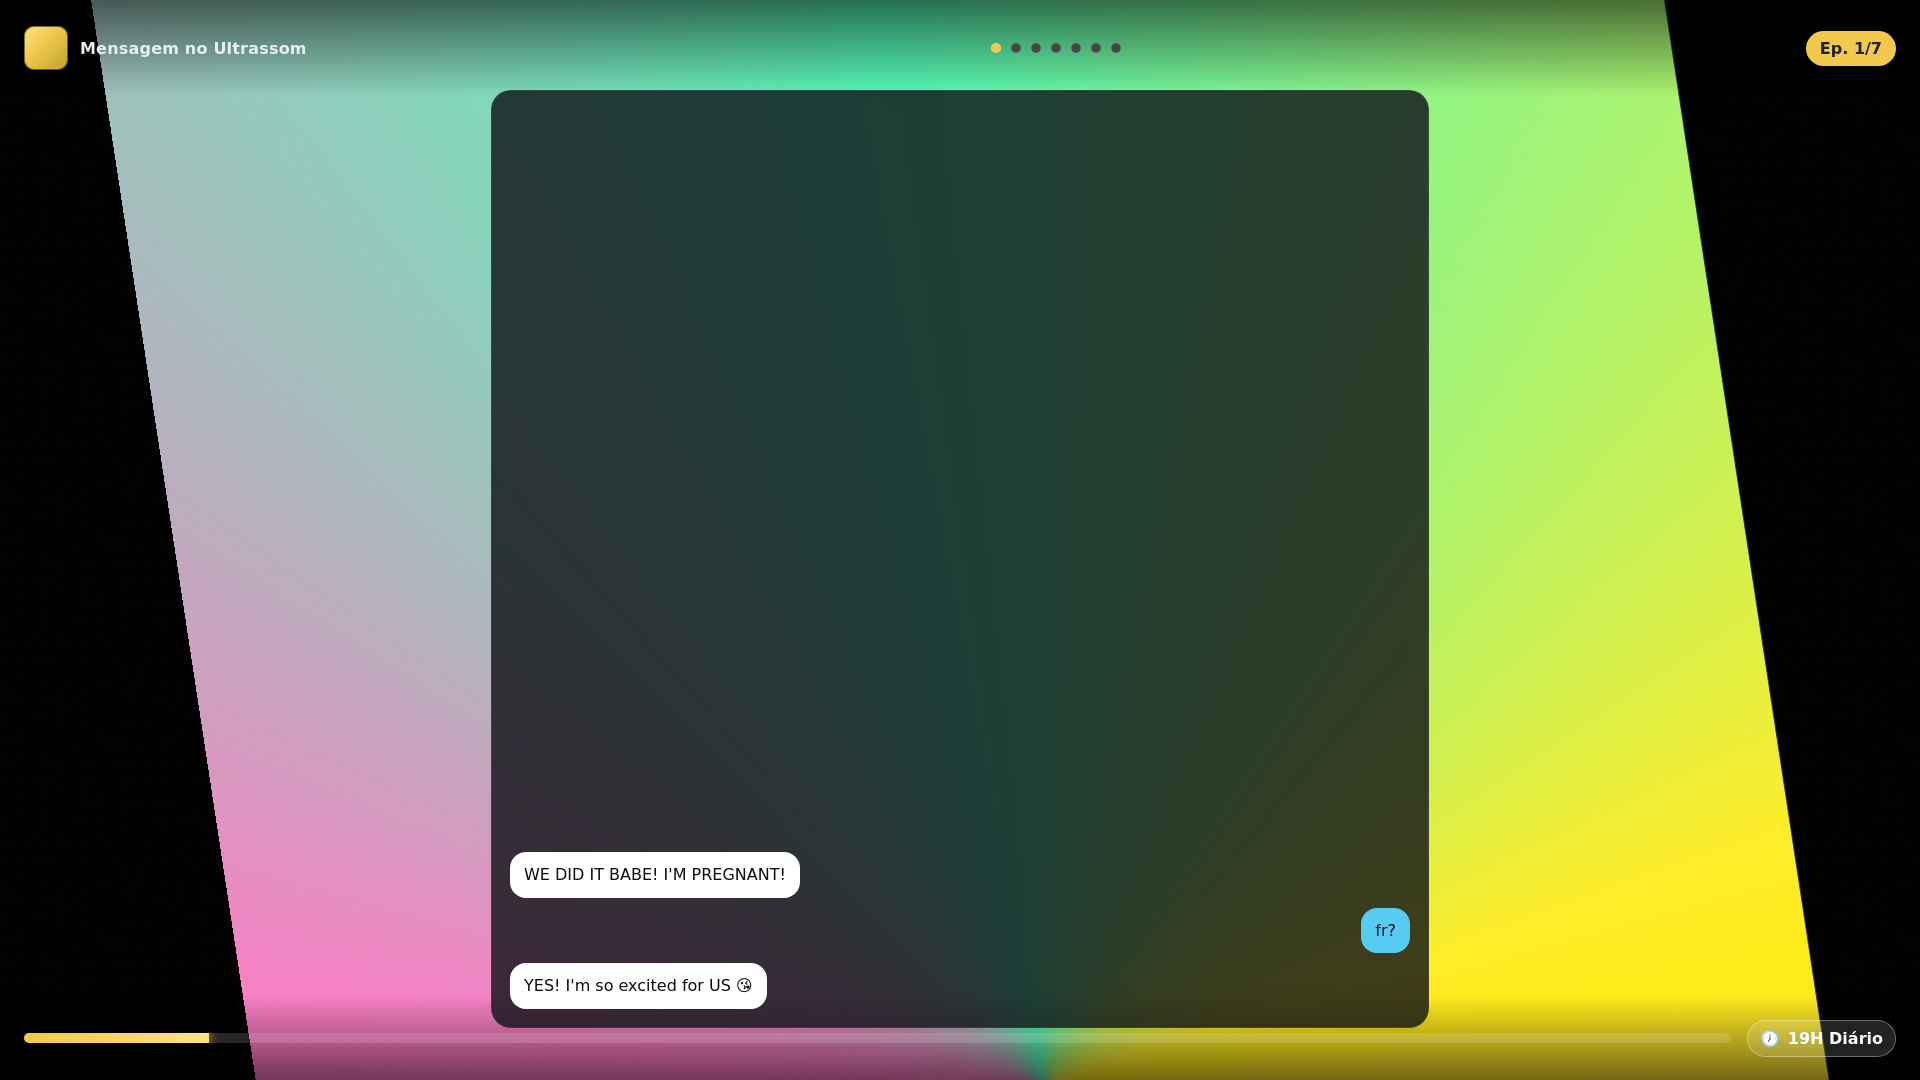 Mensagem no Ultrassom
Ep. 1/7
WE DID IT BABE! I'M PREGNANT!
fr?
YES! I'm so excited for US 😘
19H Diário